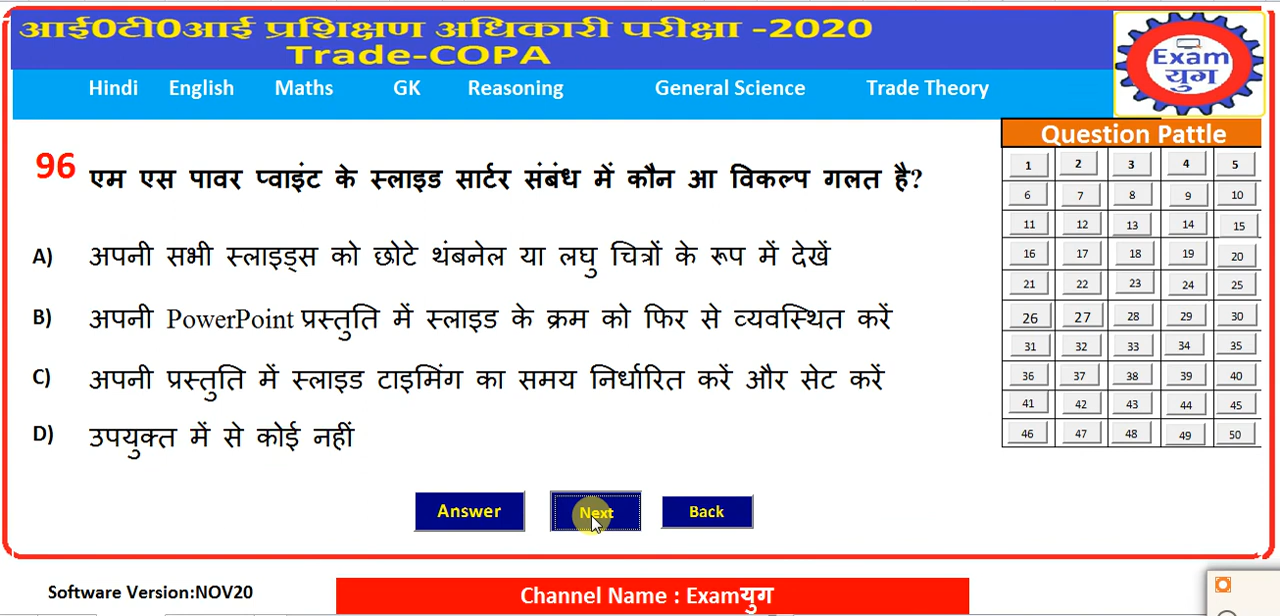 आई0टी0आई प्रशिक्षण अधिकारी परीक्षा -2020
Trade-COPA
Exam
युग
Hindi English Maths GK Reasoning General Science Trade Theory
Question Pattle
96 एम एस पावर प्वाइंट के स्लाइड सार्टर संबंध में कौन आ विकल्प गलत है?
A) अपनी सभी स्लाइड्स को छोटे थंबनेल या लघु चित्रों के रूप में देखें
B) अपनी PowerPoint प्रस्तुति में स्लाइड के क्रम को फिर से व्यवस्थित करें
C) अपनी प्रस्तुति में स्लाइड टाइमिंग का समय निर्धारित करें और सेट करें
D) उपयुक्त में से कोई नहीं
1 2 3 4 5
6 7 8 9 10
11 12 13 14 15
16 17 18 19 20
21 22 23 24 25
26 27 28 29 30
31 32 33 34 35
36 37 38 39 40
41 42 43 44 45
46 47 48 49 50
Answer Next Back
Software Version:NOV20
Channel Name : Examयुग